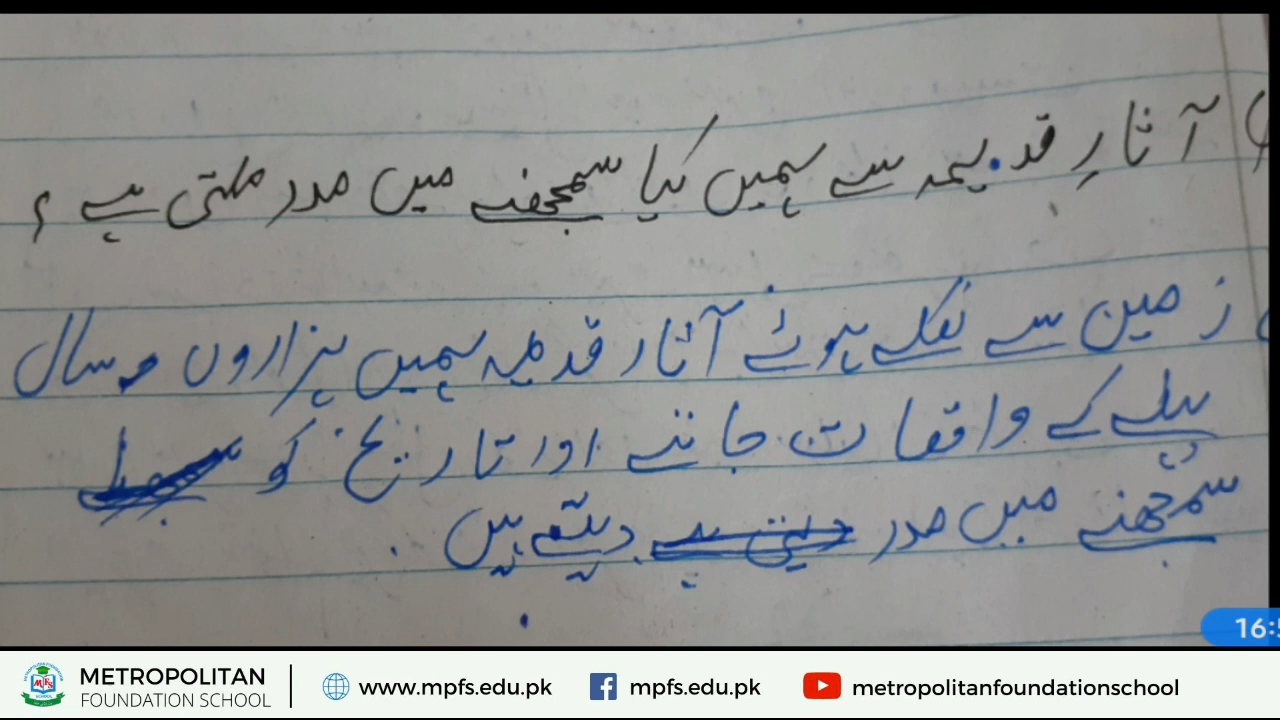 آثارِ قدیمہ سے ہمیں کیا سمجھنے میں مدد ملتی ہے ؟
زمین سے نکلے ہوئے آثار قدیمہ ہمیں ہزاروں سال
پہلے کے واقعات جاننے اور تاریخ کو
سمجھنے میں مدد دیتے ہیں .
16:5
METROPOLITAN
FOUNDATION SCHOOL
www.mpfs.edu.pk
mpfs.edu.pk
metropolitanfoundationschool